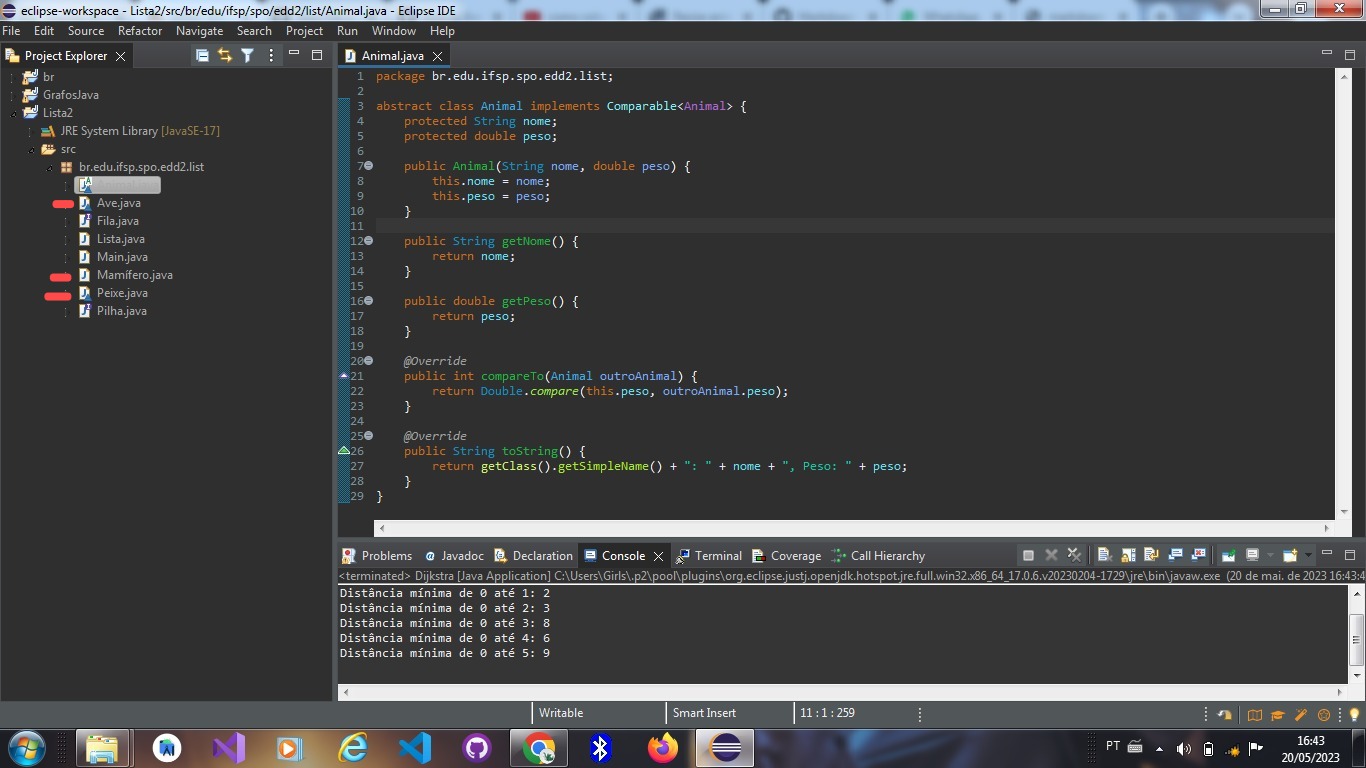 eclipse-workspace - Lista2/src/br/edu/ifsp/spo/edd2/list/Animal.java - Eclipse IDE
File Edit Source Refactor Navigate Search Project Run Window Help
Project Explorer
br
GrafosJava
Lista2
JRE System Library [JavaSE-17]
src
br.edu.ifsp.spo.edd2.list
Ave.java
Fila.java
Lista.java
Main.java
Mamífero.java
Peixe.java
Pilha.java
Animal.java
1 package br.edu.ifsp.spo.edd2.list;
2
3 abstract class Animal implements Comparable<Animal> {
4     protected String nome;
5     protected double peso;
6
7     public Animal(String nome, double peso) {
8         this.nome = nome;
9         this.peso = peso;
10     }
11
12     public String getNome() {
13         return nome;
14     }
15
16     public double getPeso() {
17         return peso;
18     }
19
20     @Override
21     public int compareTo(Animal outroAnimal) {
22         return Double.compare(this.peso, outroAnimal.peso);
23     }
24
25     @Override
26     public String toString() {
27         return getClass().getSimpleName() + ": " + nome + ", Peso: " + peso;
28     }
29 }
Problems Javadoc Declaration Console Terminal Coverage Call Hierarchy
<terminated> Dijkstra [Java Application] C:\Users\Girls\.p2\pool\plugins\org.eclipse.justj.openjdk.hotspot.jre.full.win32.x86_64_17.0.6.v20230204-1729\jre\bin\javaw.exe (20 de mai. de 2023 16:43:4
Distância mínima de 0 até 1: 2
Distância mínima de 0 até 2: 3
Distância mínima de 0 até 3: 8
Distância mínima de 0 até 4: 6
Distância mínima de 0 até 5: 9
Writable Smart Insert 11 : 1 : 259
PT 16:43
20/05/2023